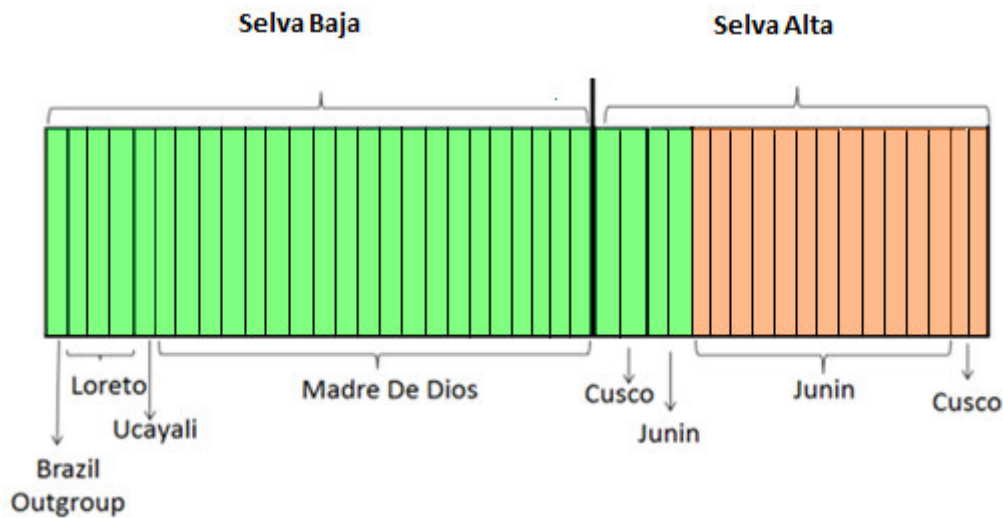 Selva Baja
Selva Alta
Loreto
Madre De Dios
Cusco
Junin
Cusco
Ucayali
Junin
Brazil
Outgroup